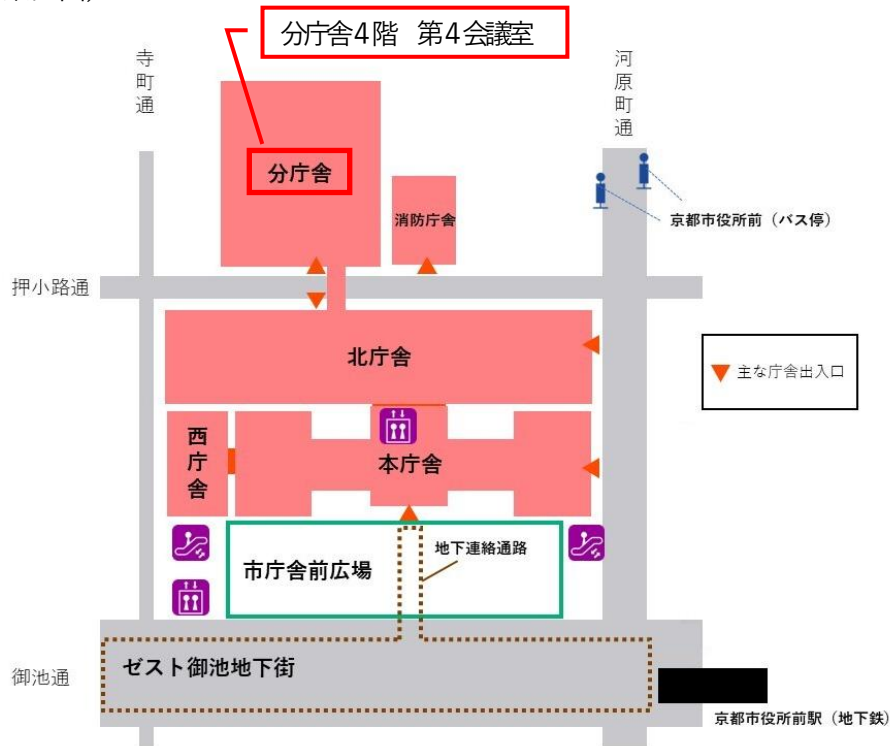 分庁舎4階 第4会議室
寺町通
河原町通
分庁舎
消防庁舎
京都市役所前（バス停）
押小路通
北庁舎
主な庁舎出入口
西庁舎
本庁舎
地下連絡通路
市庁舎前広場
ゼスト御池地下街
御池通
京都市役所前駅（地下鉄）